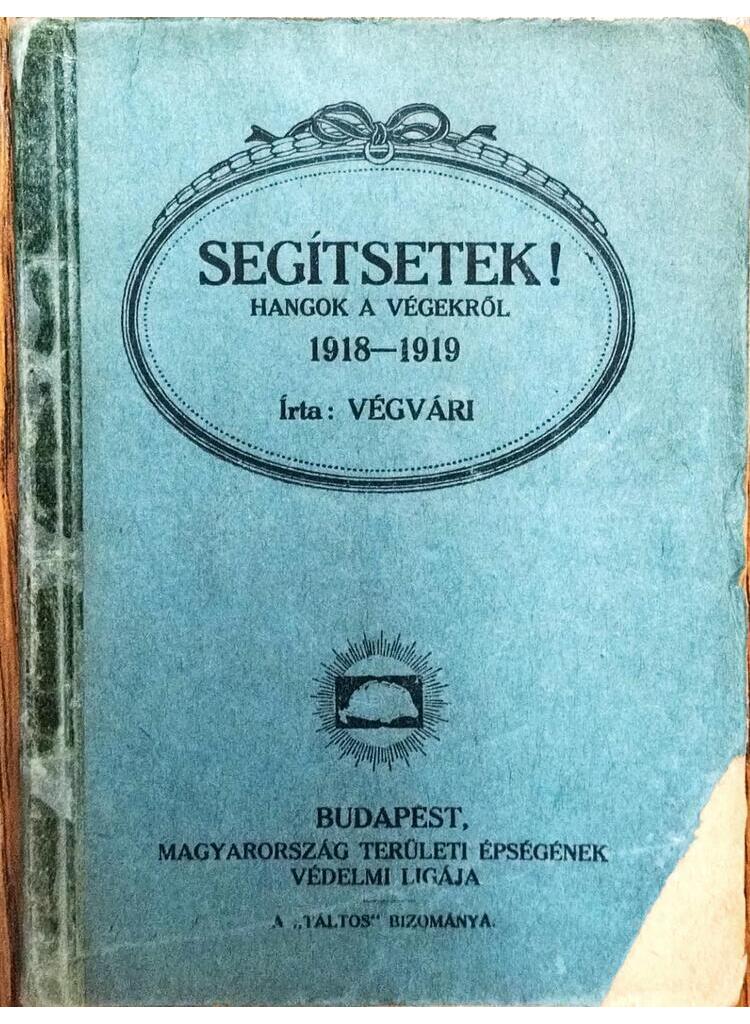 SEGÍTSETEK!
HANGOK A VÉGEKRŐL
1918—1919
Írta: VÉGVÁRI
BUDAPEST,
MAGYARORSZÁG TERÜLETI ÉPSÉGÉNEK
VÉDELMI LIGÁJA
A „TÁLTOS" BIZOMÁNYA.